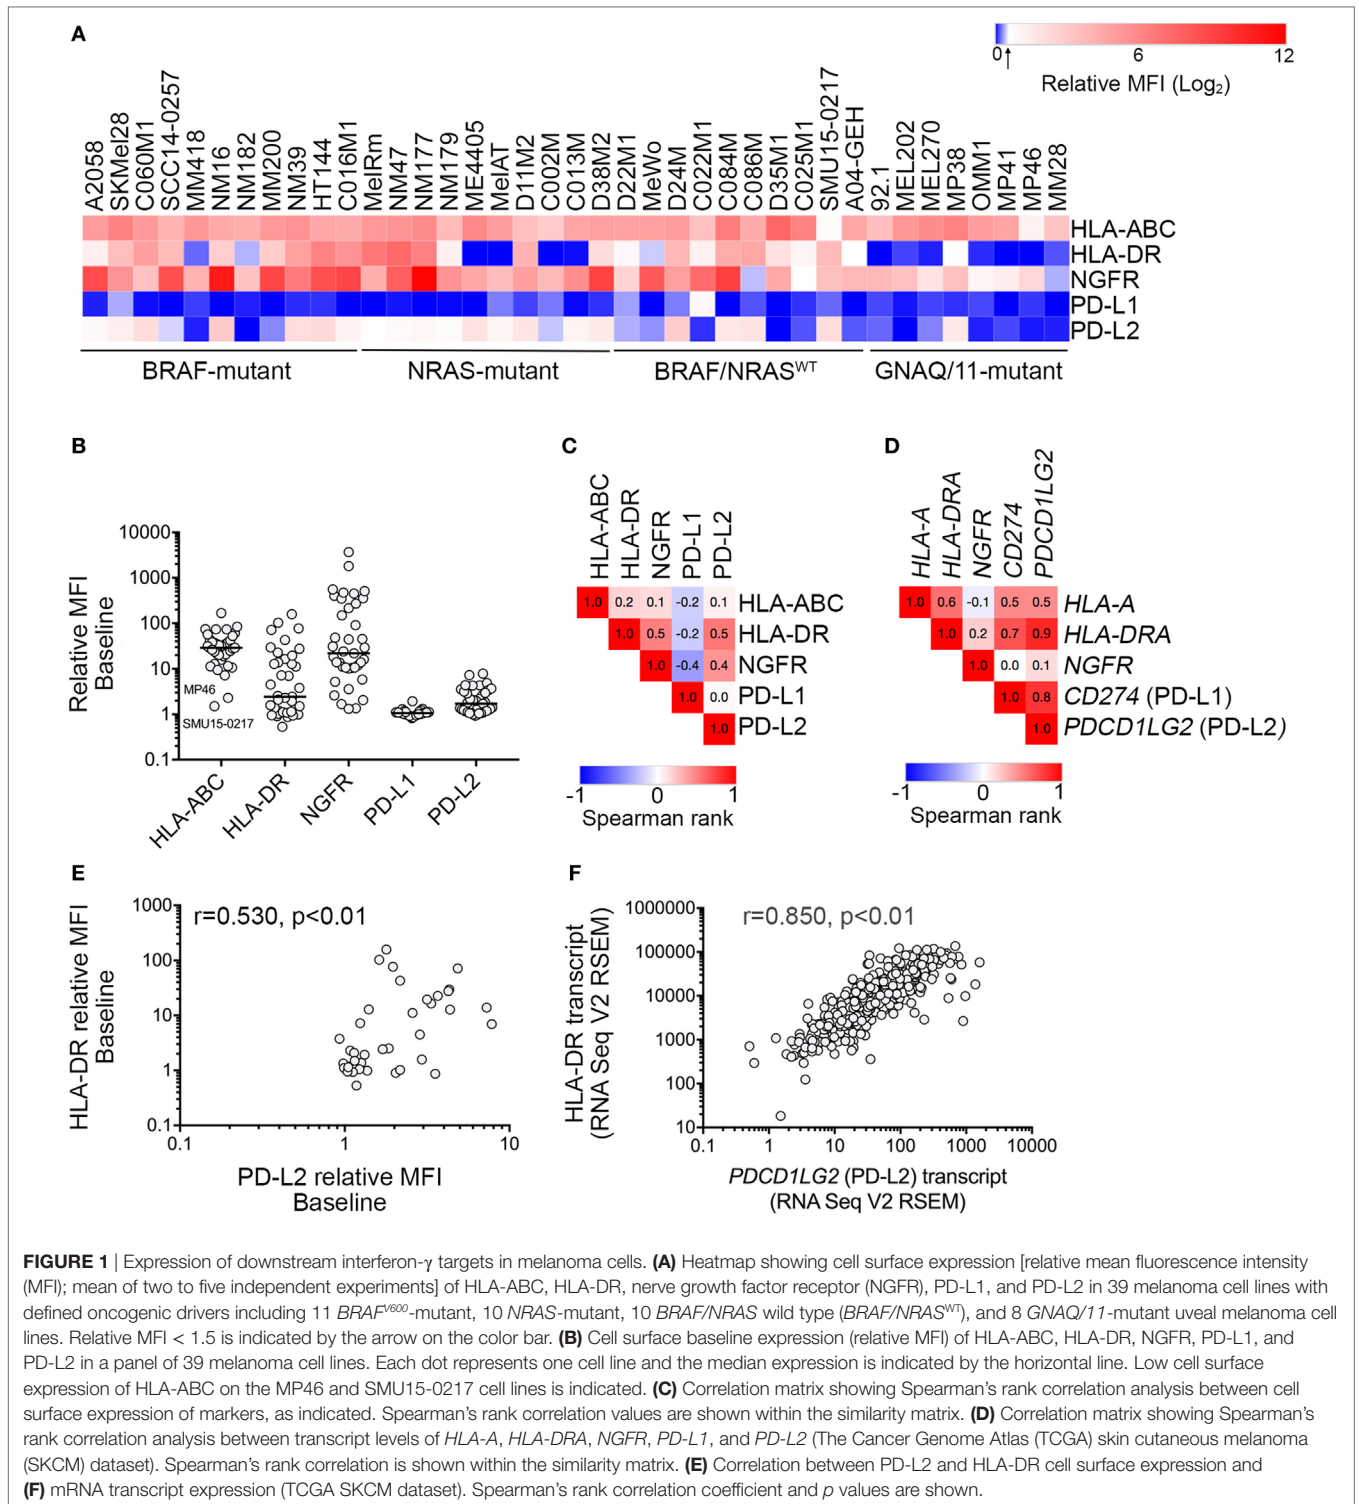 A
0 6 12
Relative MFI (Log2)
A2058 SKMel28 C060M1 SCC14-0257 MM418 NM16 NM182 MM200 NM39 HT144 C016M1 MelRm NM47 NM177 NM179 ME4405 MelAT D11M2 C002M C013M D38M2 D22M1 MeWo D24M C022M1 C084M C086M D35M1 C025M1 SMU15-0217 A04-GEH 92.1 MEL202 MEL270 MP38 OMM1 MP41 MP46 MM28
HLA-ABC
HLA-DR
NGFR
PD-L1
PD-L2
BRAF-mutant NRAS-mutant BRAF/NRASWT GNAQ/11-mutant
B
Relative MFI
Baseline
10000
1000
100
10
1
0.1
MP46
SMU15-0217
HLA-ABC HLA-DR NGFR PD-L1 PD-L2
C
HLA-ABC HLA-DR NGFR PD-L1 PD-L2
1.0 0.2 0.1 -0.2 0.1 HLA-ABC
1.0 0.5 -0.2 0.5 HLA-DR
1.0 -0.4 0.4 NGFR
1.0 0.0 PD-L1
1.0 PD-L2
-1 0 1
Spearman rank
D
HLA-A HLA-DRA NGFR CD274 PDCD1LG2
1.0 0.6 -0.1 0.5 0.5 HLA-A
1.0 0.2 0.7 0.9 HLA-DRA
1.0 0.0 0.1 NGFR
1.0 0.8 CD274 (PD-L1)
1.0 PDCD1LG2 (PD-L2)
-1 0 1
Spearman rank
E
HLA-DR relative MFI
Baseline
r=0.530, p<0.01
1000
100
10
1
0.1
0.1 1 10
PD-L2 relative MFI
Baseline
F
HLA-DR transcript
(RNA Seq V2 RSEM)
r=0.850, p<0.01
1000000
100000
10000
1000
100
10
0.1 1 10 100 1000 10000
PDCD1LG2 (PD-L2) transcript
(RNA Seq V2 RSEM)
FIGURE 1 | Expression of downstream interferon-γ targets in melanoma cells. (A) Heatmap showing cell surface expression [relative mean fluorescence intensity
(MFI); mean of two to five independent experiments] of HLA-ABC, HLA-DR, nerve growth factor receptor (NGFR), PD-L1, and PD-L2 in 39 melanoma cell lines with
defined oncogenic drivers including 11 BRAFV600-mutant, 10 NRAS-mutant, 10 BRAF/NRAS wild type (BRAF/NRASWT), and 8 GNAQ/11-mutant uveal melanoma cell
lines. Relative MFI < 1.5 is indicated by the arrow on the color bar. (B) Cell surface baseline expression (relative MFI) of HLA-ABC, HLA-DR, NGFR, PD-L1, and
PD-L2 in a panel of 39 melanoma cell lines. Each dot represents one cell line and the median expression is indicated by the horizontal line. Low cell surface
expression of HLA-ABC on the MP46 and SMU15-0217 cell lines is indicated. (C) Correlation matrix showing Spearman's rank correlation analysis between cell
surface expression of markers, as indicated. Spearman's rank correlation values are shown within the similarity matrix. (D) Correlation matrix showing Spearman's
rank correlation analysis between transcript levels of HLA-A, HLA-DRA, NGFR, PD-L1, and PD-L2 (The Cancer Genome Atlas (TCGA) skin cutaneous melanoma
(SKCM) dataset). Spearman's rank correlation is shown within the similarity matrix. (E) Correlation between PD-L2 and HLA-DR cell surface expression and
(F) mRNA transcript expression (TCGA SKCM dataset). Spearman's rank correlation coefficient and p values are shown.